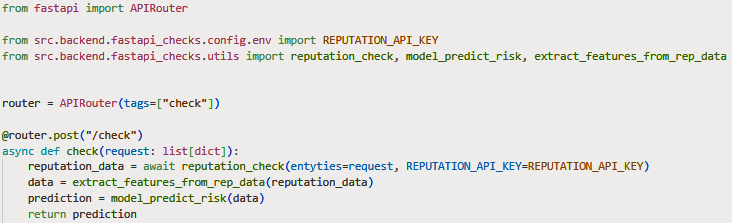 from fastapi import APIRouter
from src.backend.fastapi_checks.config.env import REPUTATION_API_KEY
from src.backend.fastapi_checks.utils import reputation_check, model_predict_risk, extract_features_from_rep_data
router = APIRouter(tags=["check"])
@router.post("/check")
async def check(request: list[dict]):
    reputation_data = await reputation_check(entyties=request, REPUTATION_API_KEY=REPUTATION_API_KEY)
    data = extract_features_from_rep_data(reputation_data)
    prediction = model_predict_risk(data)
    return prediction